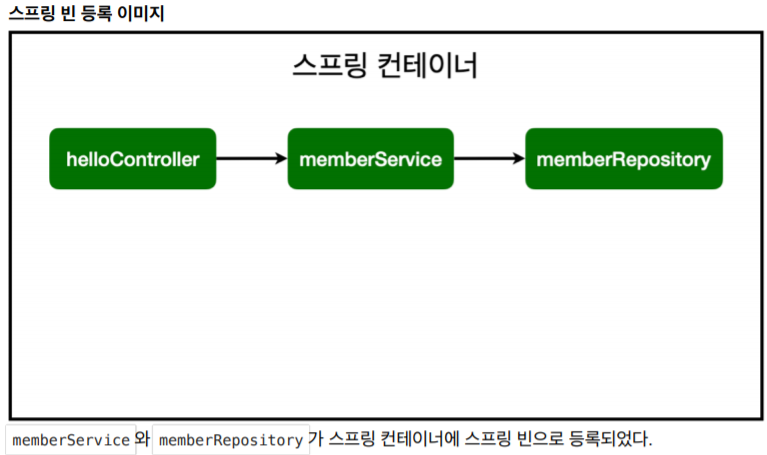 스프링 빈 등록 이미지
스프링 컨테이너
helloController
memberService
memberRepository
memberService와 memberRepository가 스프링 컨테이너에 스프링 빈으로 등록되었다.